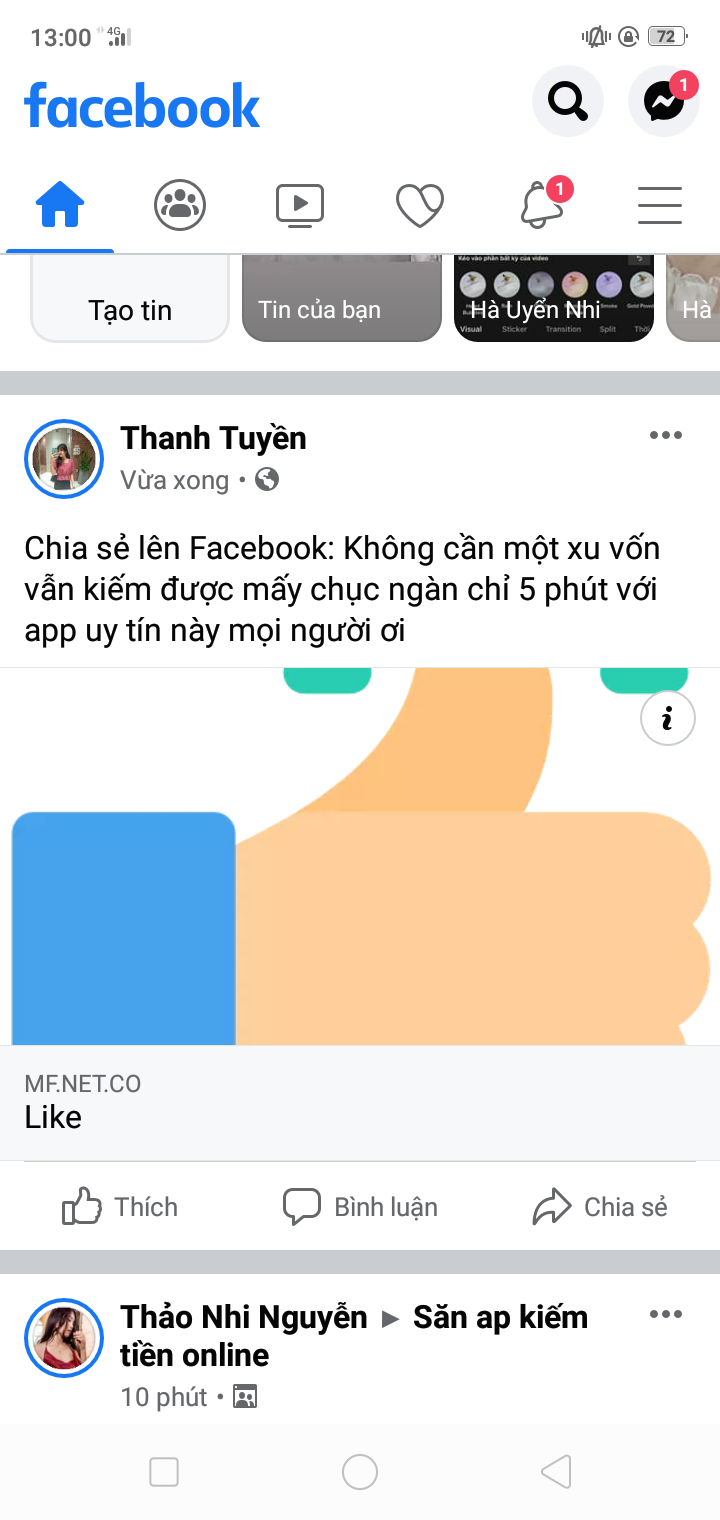 13:00
4G
72
facebook
1
1
Tạo tin
Tin của bạn
Kéo vào phần bất kỳ của video
Hà Uyển Nhi
Smoke
Gold Powd
Visual
Sticker
Transition
Split
Thời
Hà
Thanh Tuyền
Vừa xong •
Chia sẻ lên Facebook: Không cần một xu vốn
vẫn kiếm được mấy chục ngàn chỉ 5 phút với
app uy tín này mọi người ơi
MF.NET.CO
Like
Thích
Bình luận
Chia sẻ
Thảo Nhi Nguyễn ▶ Săn ap kiếm
tiền online
10 phút •